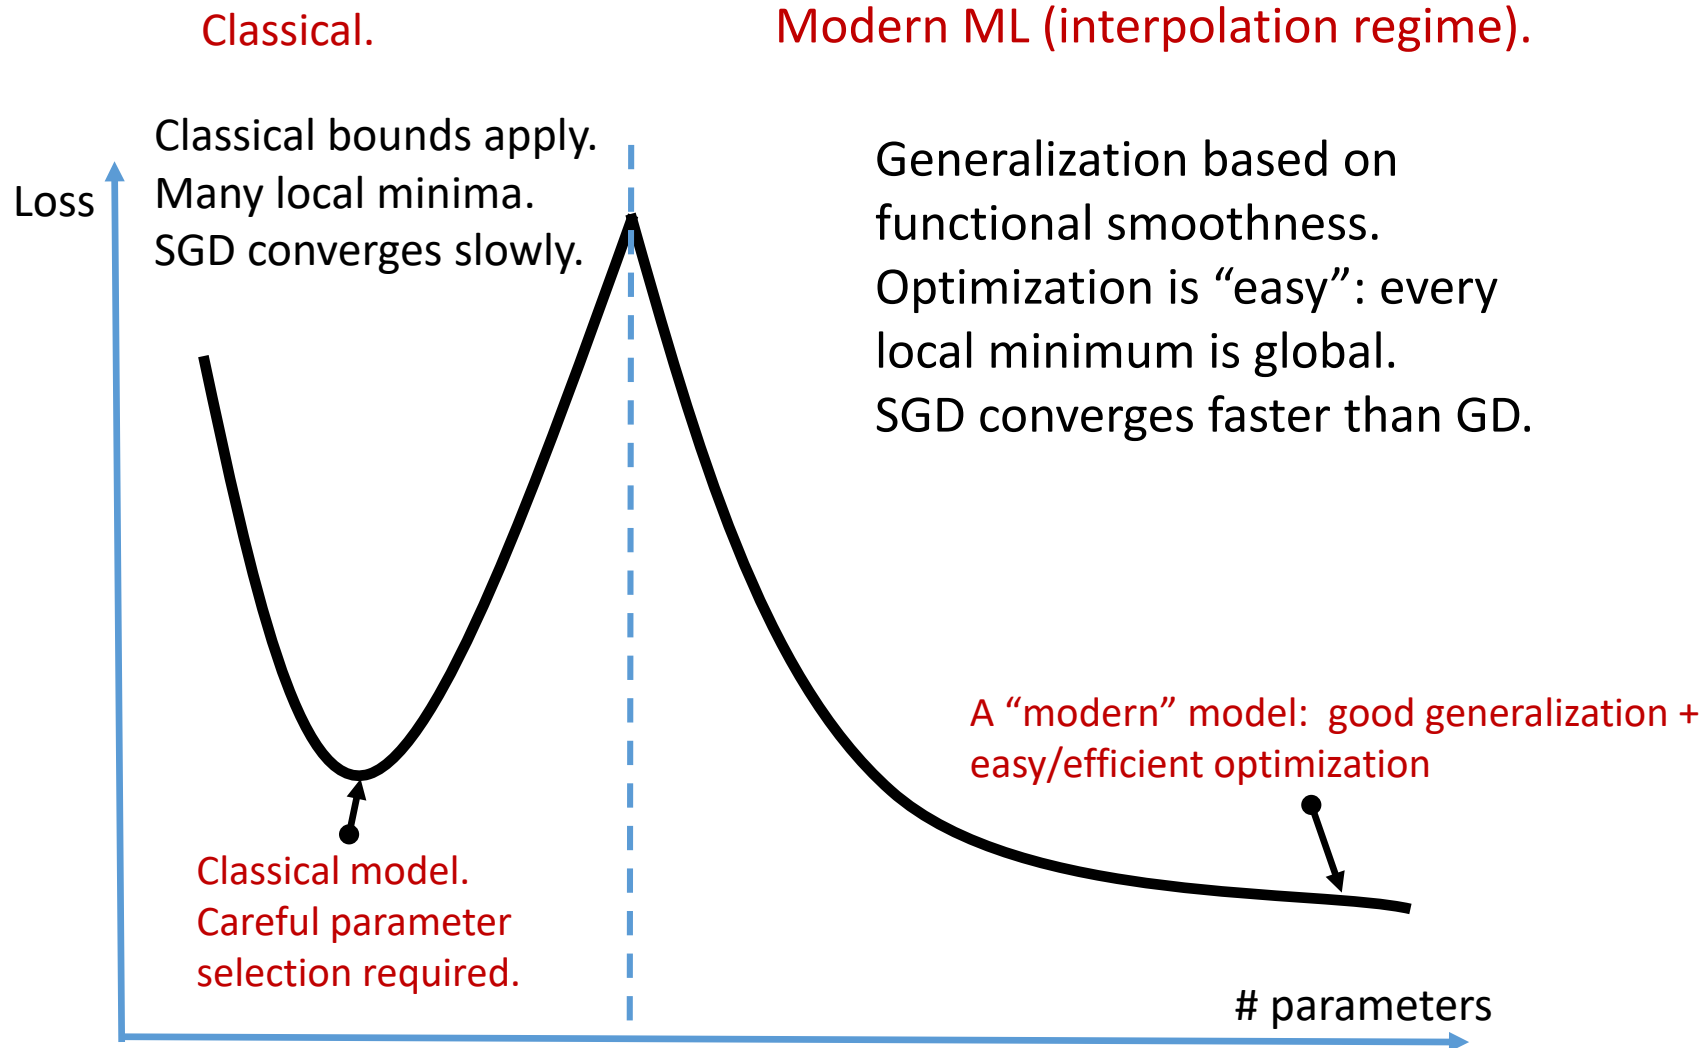 Classical.
Modern ML (interpolation regime).
Classical bounds apply.
Many local minima.
SGD converges slowly.
Loss
Generalization based on
functional smoothness.
Optimization is “easy”: every
local minimum is global.
SGD converges faster than GD.
A “modern” model:  good generalization +
easy/efficient optimization
Classical model.
Careful parameter
selection required.
# parameters